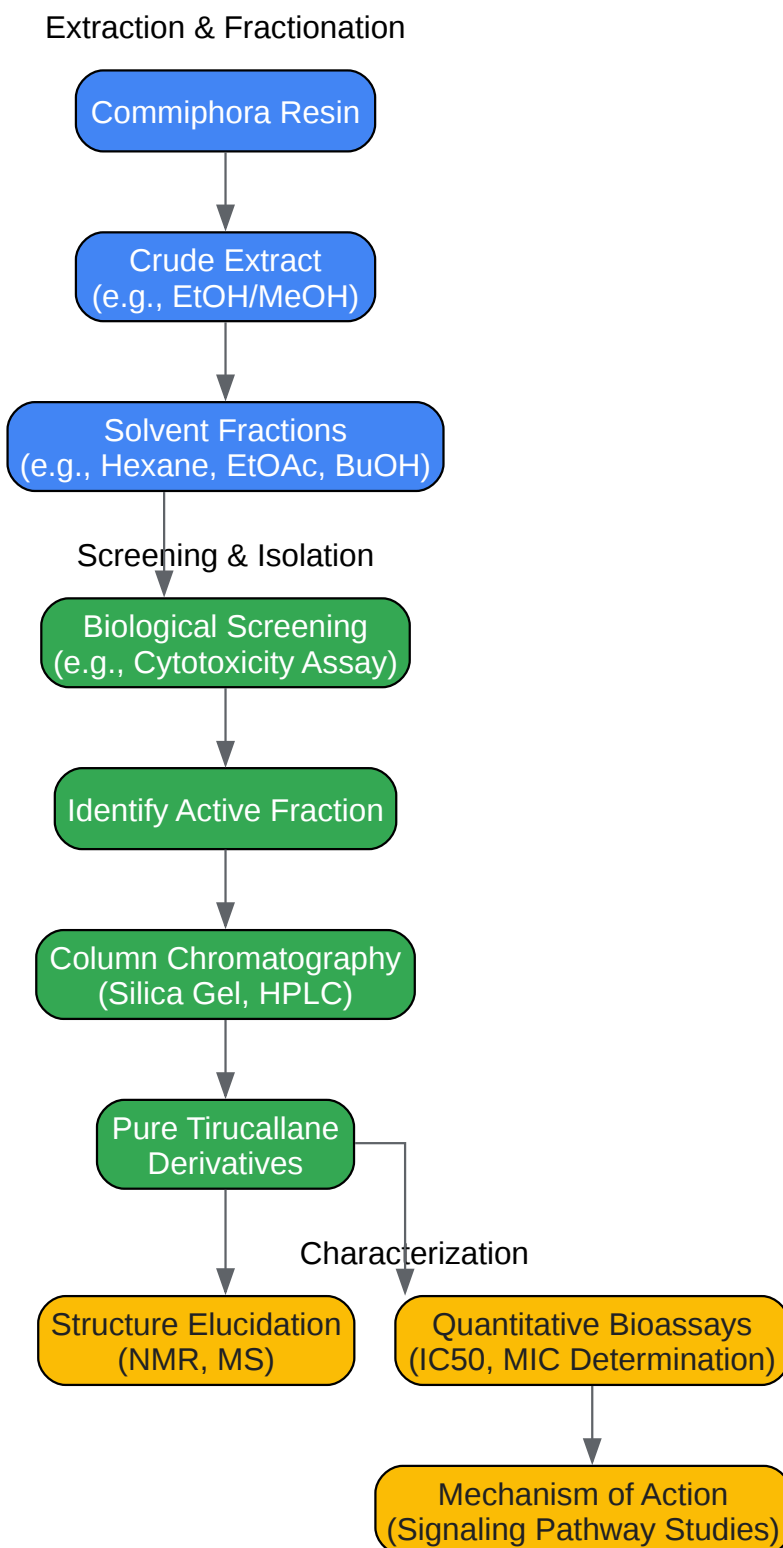 Extraction & Fractionation
Commiphora Resin
Crude Extract
(e.g., EtOH/MeOH)
Solvent Fractions
(e.g., Hexane, EtOAc, BuOH)
Screening & Isolation
Biological Screening
(e.g., Cytotoxicity Assay)
Identify Active Fraction
Column Chromatography
(Silica Gel, HPLC)
Pure Tirucallane
Derivatives
Characterization
Structure Elucidation
(NMR, MS)
Quantitative Bioassays
(IC50, MIC Determination)
Mechanism of Action
(Signaling Pathway Studies)